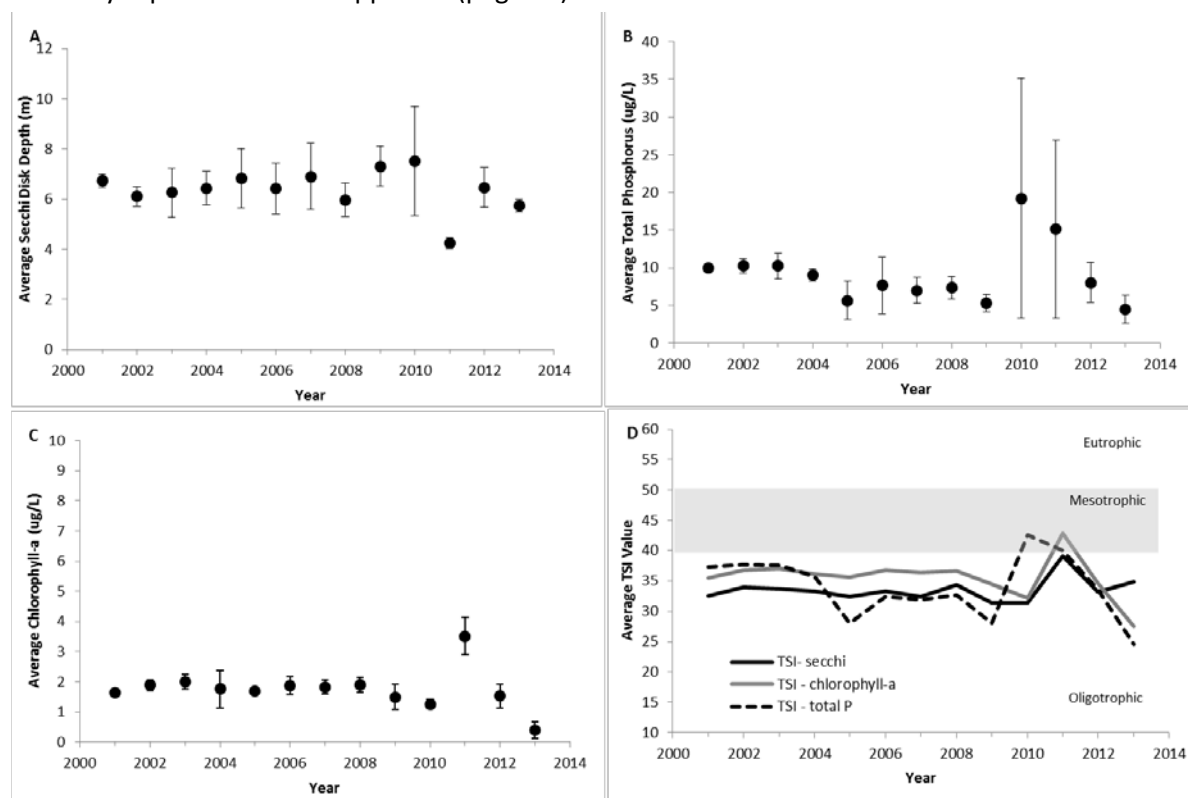 A
12
10
8
6
4
2
0
Average Secchi Disk Depth (m)
2000 2002 2004 2006 2008 2010 2012 2014
Year
B
40
35
30
25
20
15
10
5
0
Average Total Phosphorus (ug/L)
2000 2002 2004 2006 2008 2010 2012 2014
Year
C
10
9
8
7
6
5
4
3
2
1
0
Average Chlorophyll-a (ug/L)
2000 2002 2004 2006 2008 2010 2012 2014
Year
D
60
55
50
45
40
35
30
25
20
15
10
Average TSI Value
Eutrophic
Mesotrophic
Oligotrophic
TSI- secchi
TSI - chlorophyll-a
TSI - total P
2000 2002 2004 2006 2008 2010 2012 2014
Year